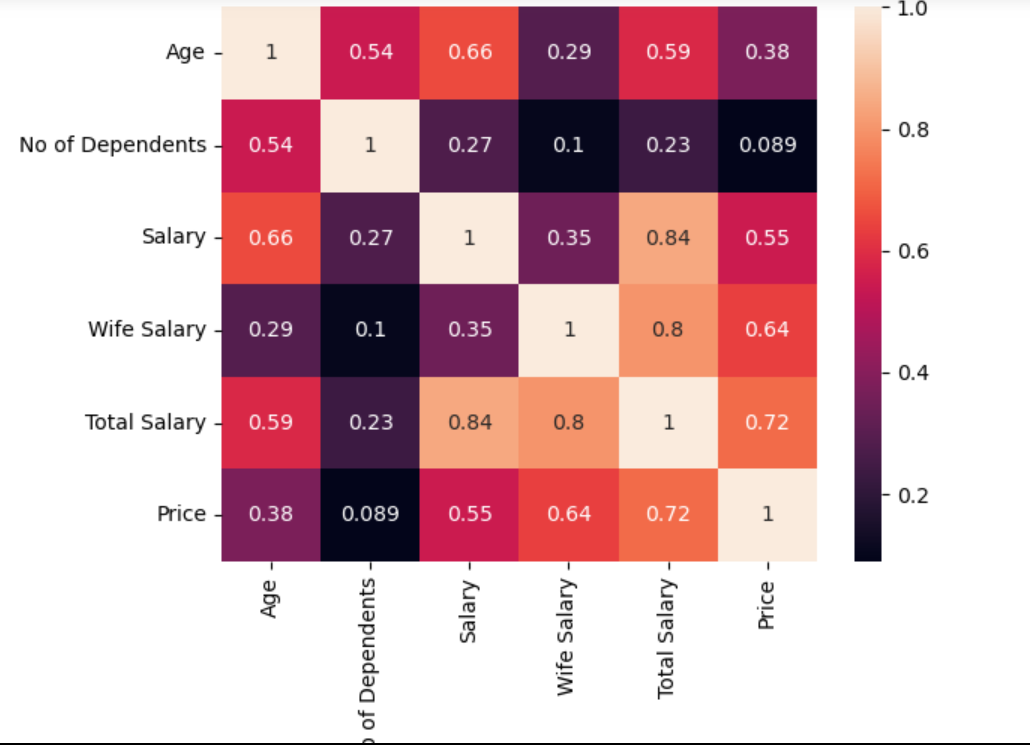 1.0
Age 1 0.54 0.66 0.29 0.59 0.38
0.8
No of Dependents 0.54 1 0.27 0.1 0.23 0.089
Salary 0.66 0.27 1 0.35 0.84 0.55
0.6
Wife Salary 0.29 0.1 0.35 1 0.8 0.64
0.4
Total Salary 0.59 0.23 0.84 0.8 1 0.72
0.2
Price 0.38 0.089 0.55 0.64 0.72 1
Age
of Dependents
Salary
Wife Salary
Total Salary
Price